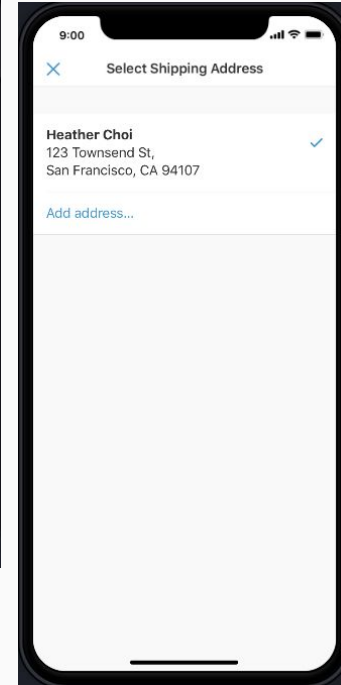 9:00
Select Shipping Address
Heather Choi
123 Townsend St,
San Francisco, CA 94107
Add address...